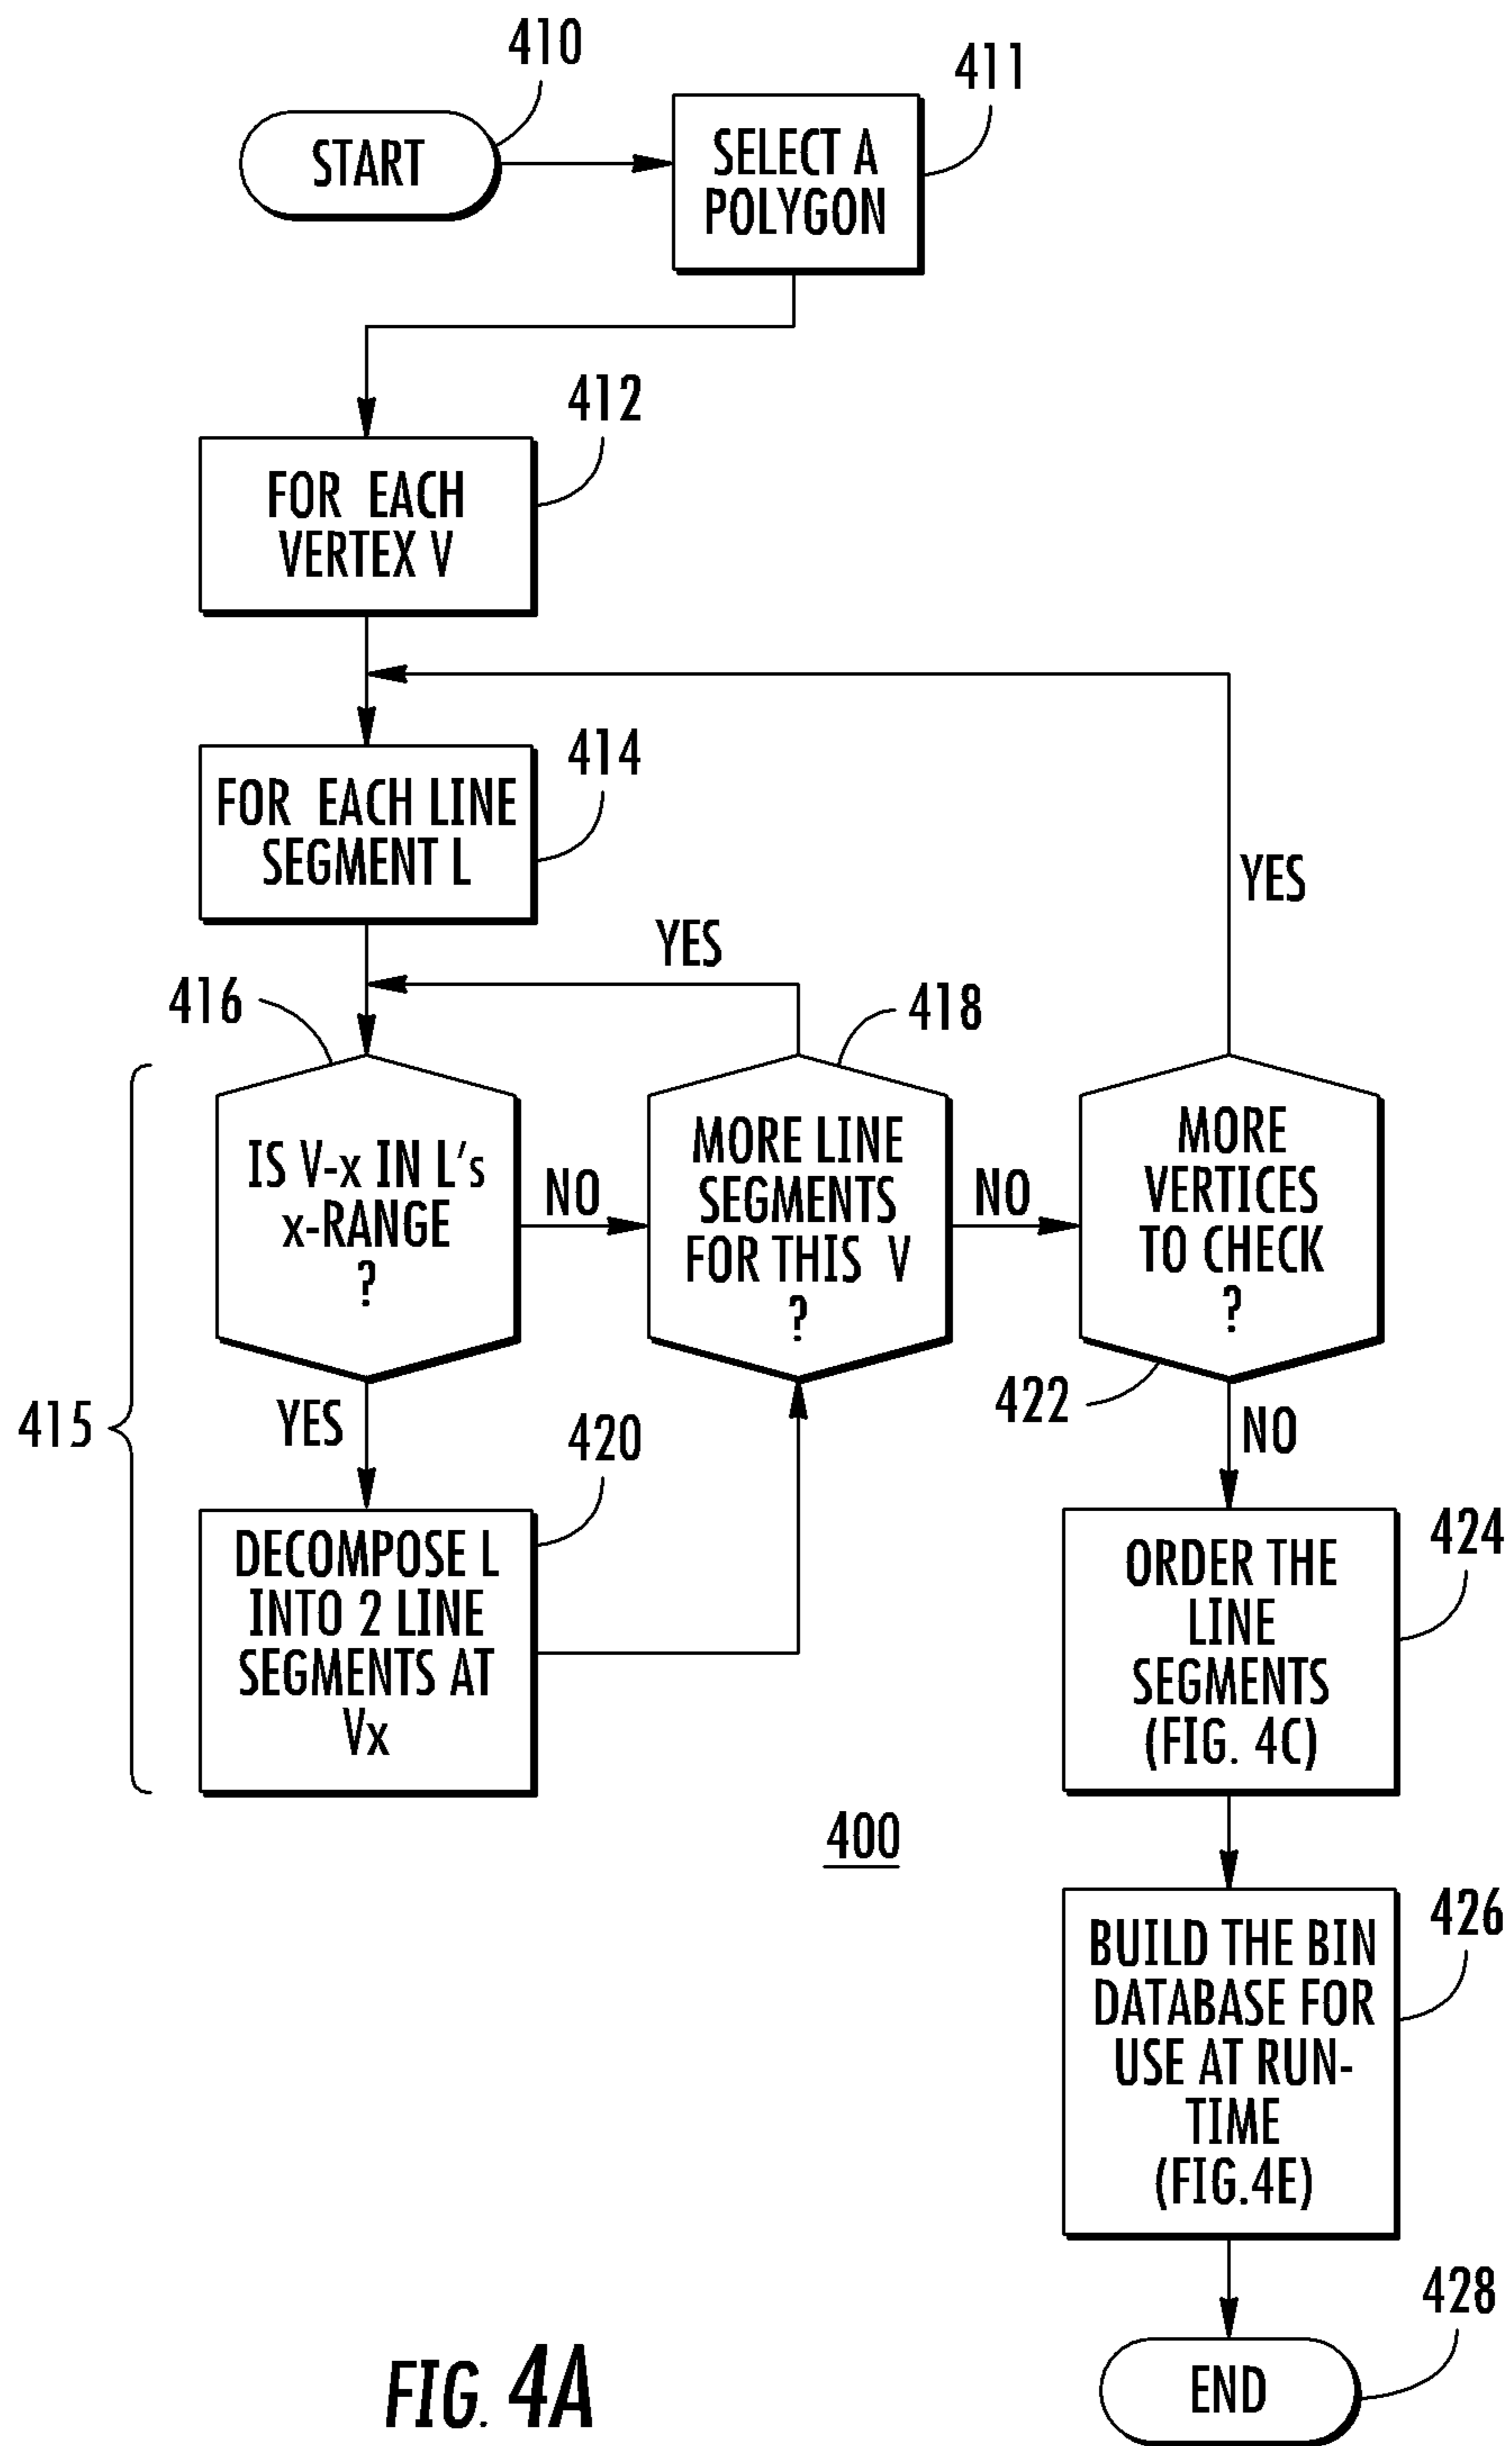 410
START
411
SELECT A
POLYGON
412
FOR EACH
VERTEX V
414
FOR EACH LINE
SEGMENT L
YES
YES
416
418
415
IS V-x IN L's
x-RANGE
?
NO
MORE LINE
SEGMENTS
FOR THIS V
?
NO
MORE
VERTICES
TO CHECK
?
422
YES
NO
420
DECOMPOSE L
INTO 2 LINE
SEGMENTS AT
Vx
424
ORDER THE
LINE
SEGMENTS
(FIG. 4C)
400
426
BUILD THE BIN
DATABASE FOR
USE AT RUN-
TIME
(FIG.4E)
428
END
FIG. 4A